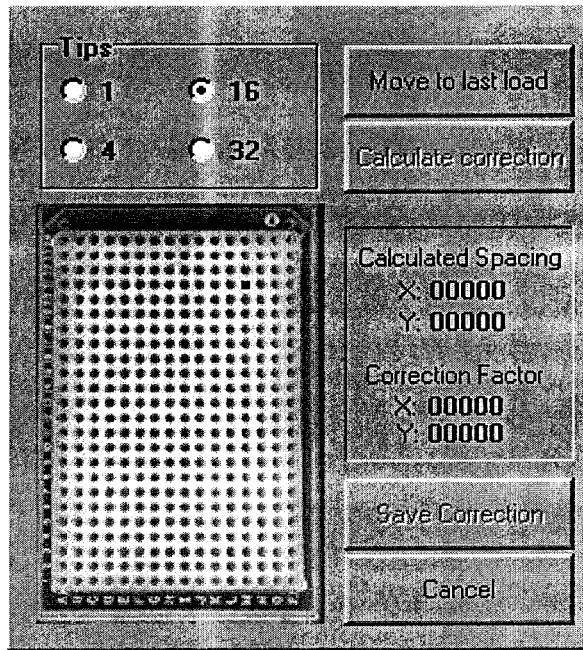 Tips
1
16
4
32
Move to last load
Calculate correction
Calculated Spacing
X: 00000
Y: 00000
Correction Factor
X: 00000
Y: 00000
Save Correction
Cancel